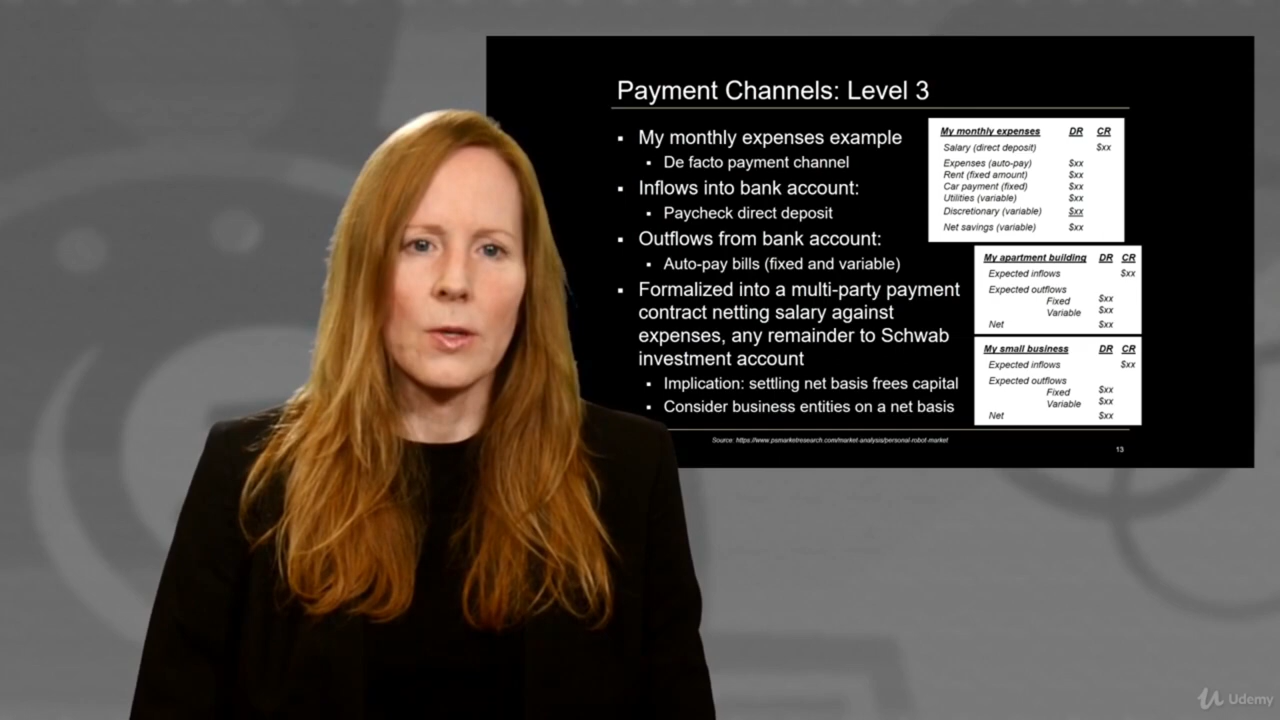 Payment Channels: Level 3
▪ My monthly expenses example
▪ De facto payment channel
▪ Inflows into bank account:
▪ Paycheck direct deposit
▪ Outflows from bank account:
▪ Auto-pay bills (fixed and variable)
▪ Formalized into a multi-party payment
contract netting salary against
expenses, any remainder to Schwab
investment account
▪ Implication: settling net basis frees capital
▪ Consider business entities on a net basis
My monthly expenses DR CR
Salary (direct deposit) $xx
Expenses (auto-pay) $xx
Rent (fixed amount) $xx
Car payment (fixed) $xx
Utilities (variable) $xx
Discretionary (variable) $xx
Net savings (variable) $xx
My apartment building DR CR
Expected inflows $xx
Expected outflows
Fixed $xx
Variable $xx
Net $xx
My small business DR CR
Expected inflows $xx
Expected outflows
Fixed $xx
Variable $xx
Net $xx
Source: https://www.psmarketresearch.com/market-analysis/personal-robot-market
13
Udemy